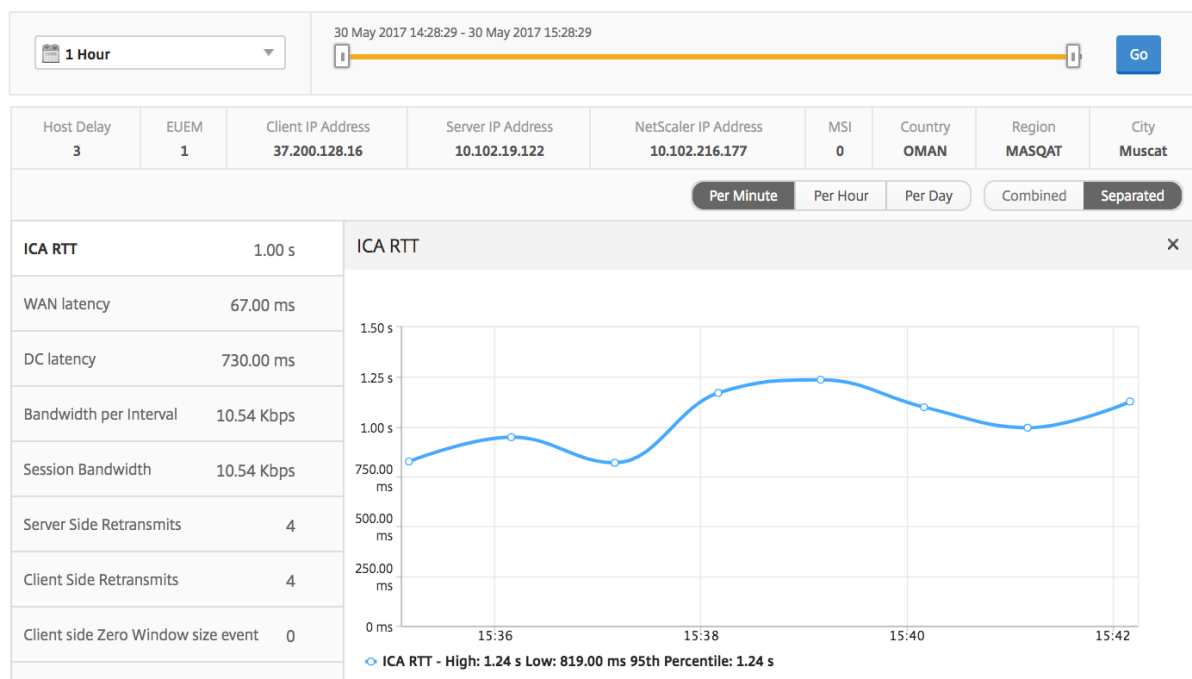 30 May 2017 14:28:29 - 30 May 2017 15:28:29
1 Hour
Go
Host Delay EUEM Client IP Address Server IP Address NetScaler IP Address MSI Country Region City
3 1 37.200.128.16 10.102.19.122 10.102.216.177 0 OMAN MASQAT Muscat
Per Minute Per Hour Per Day Combined Separated
ICA RTT 1.00 s
WAN latency 67.00 ms
DC latency 730.00 ms
Bandwidth per Interval 10.54 Kbps
Session Bandwidth 10.54 Kbps
Server Side Retransmits 4
Client Side Retransmits 4
Client side Zero Window size event 0
ICA RTT ×
1.50 s
1.25 s
1.00 s
750.00
ms
500.00
ms
250.00
ms
0 ms
15:36 15:38 15:40 15:42
ICA RTT - High: 1.24 s Low: 819.00 ms 95th Percentile: 1.24 s